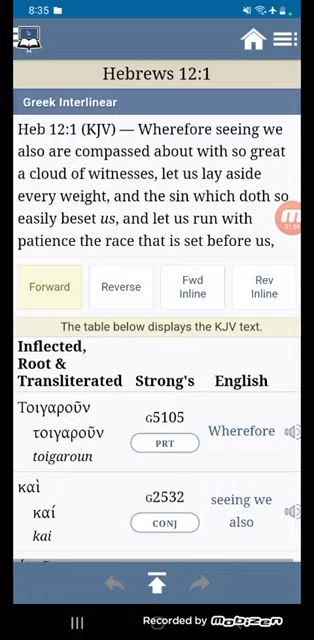 8:35
Hebrews 12:1
Greek Interlinear
Heb 12:1 (KJV) — Wherefore seeing we
also are compassed about with so great
a cloud of witnesses, let us lay aside
every weight, and the sin which doth so
easily beset us, and let us run with
patience the race that is set before us,
Forward
Reverse
Fwd
Inline
Rev
Inline
The table below displays the KJV text.
Inflected,
Root &
Transliterated Strong's English
Τοιγαροῦν
τοιγαροῦν
toigaroun
G5105
PRT
Wherefore
καὶ
καί
kai
G2532
CONJ
seeing we
also
Recorded by Mobizen